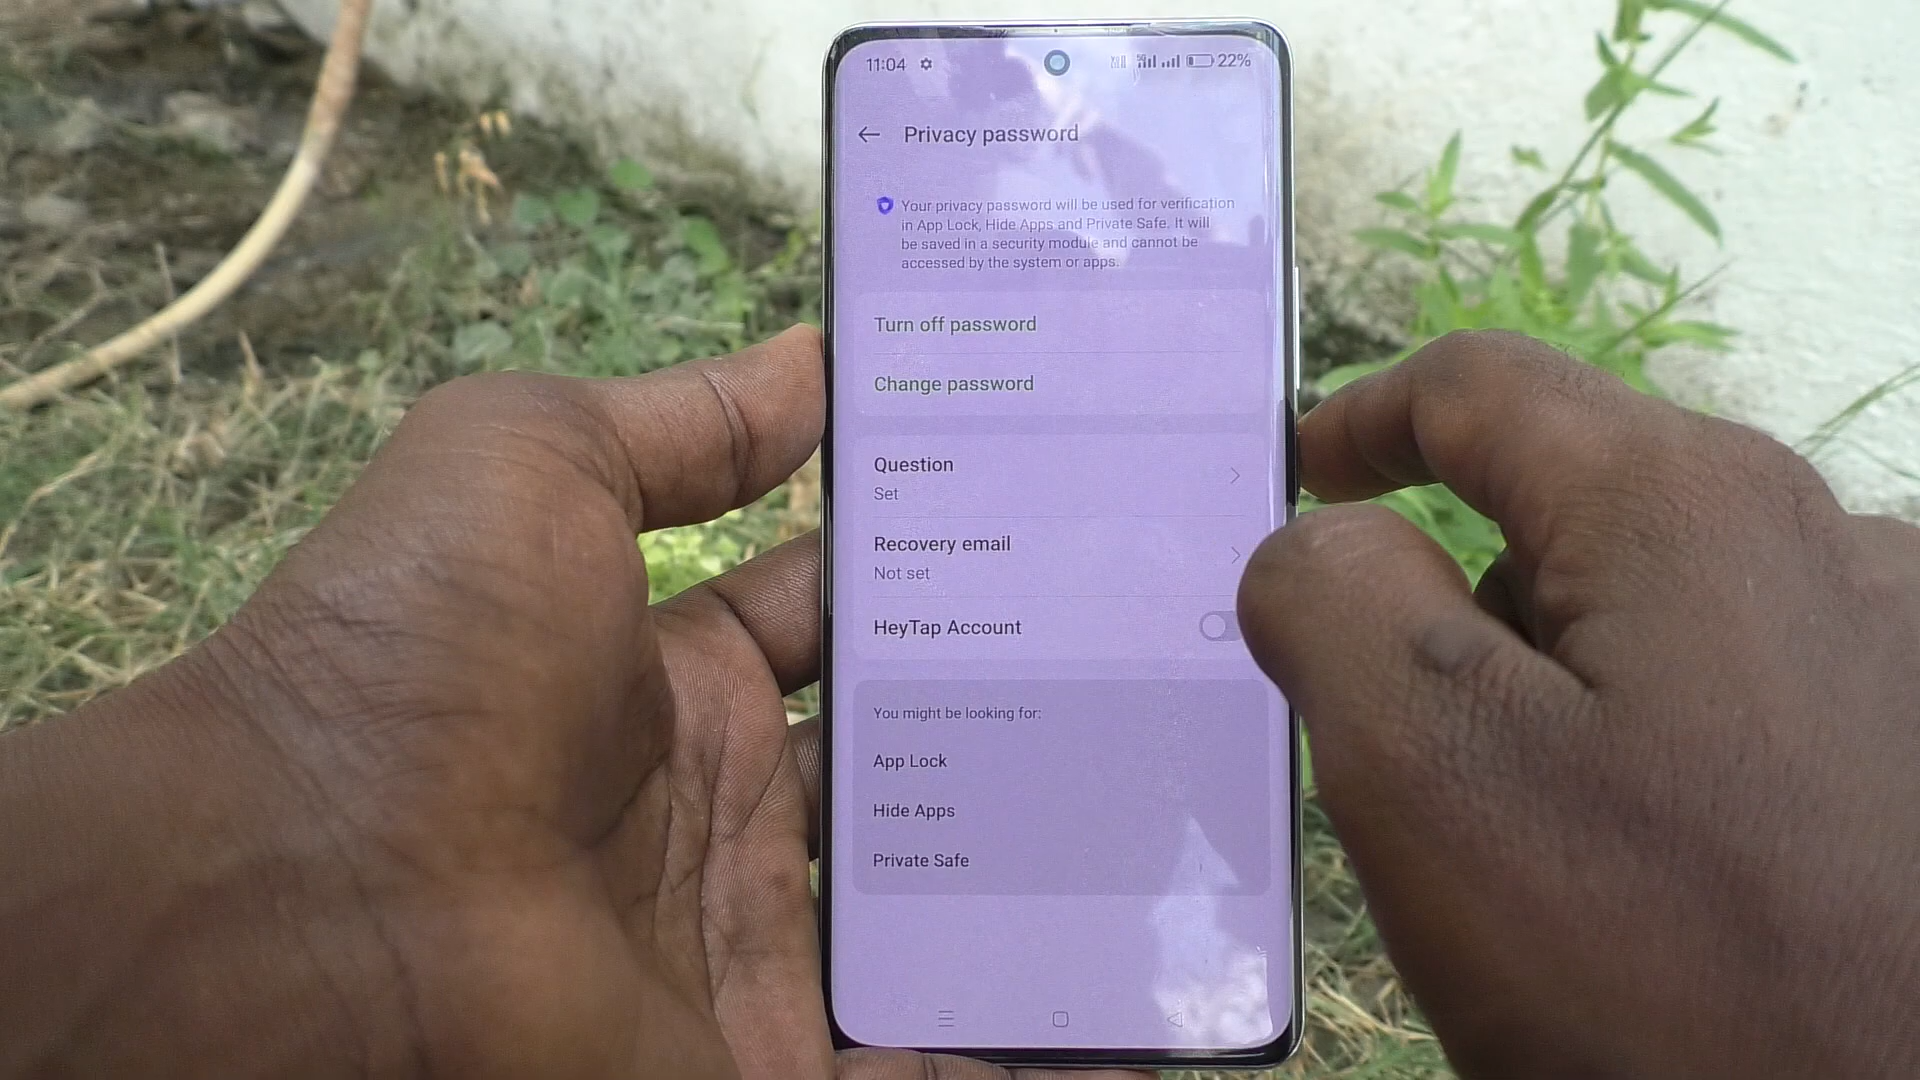 11:04 22%
Privacy password
Your privacy password will be used for verification
in App Lock, Hide Apps and Private Safe. It will
be saved in a security module and cannot be
accessed by the system or apps.
Turn off password
Change password
Question
Set
Recovery email
Not set
HeyTap Account
You might be looking for:
App Lock
Hide Apps
Private Safe